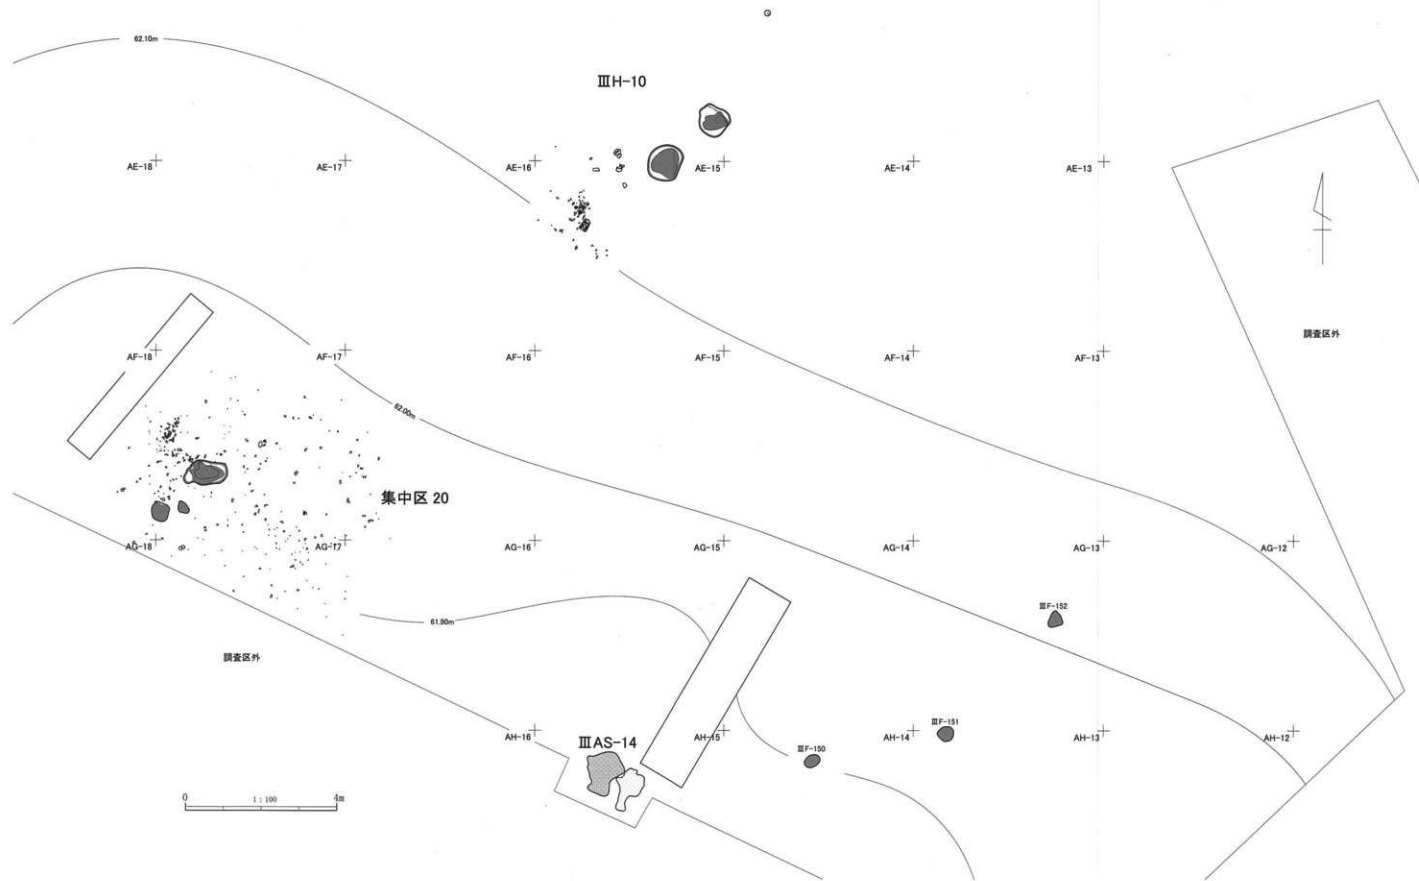 62.10m
ⅢH-10
AE-18
AE-17
AE-16
AE-15
AE-14
AE-13
調査区外
AF-18
AF-17
AF-16
AF-15
AF-14
AF-13
62.00m
集中区 20
AG-18
AG-17
AG-16
AG-15
AG-14
AG-13
AG-12
ⅢF-152
61.90m
調査区外
AH-16
ⅢAS-14
AH-15
ⅢF-150
AH-14
ⅢF-151
AH-13
AH-12
0 1:100 4m